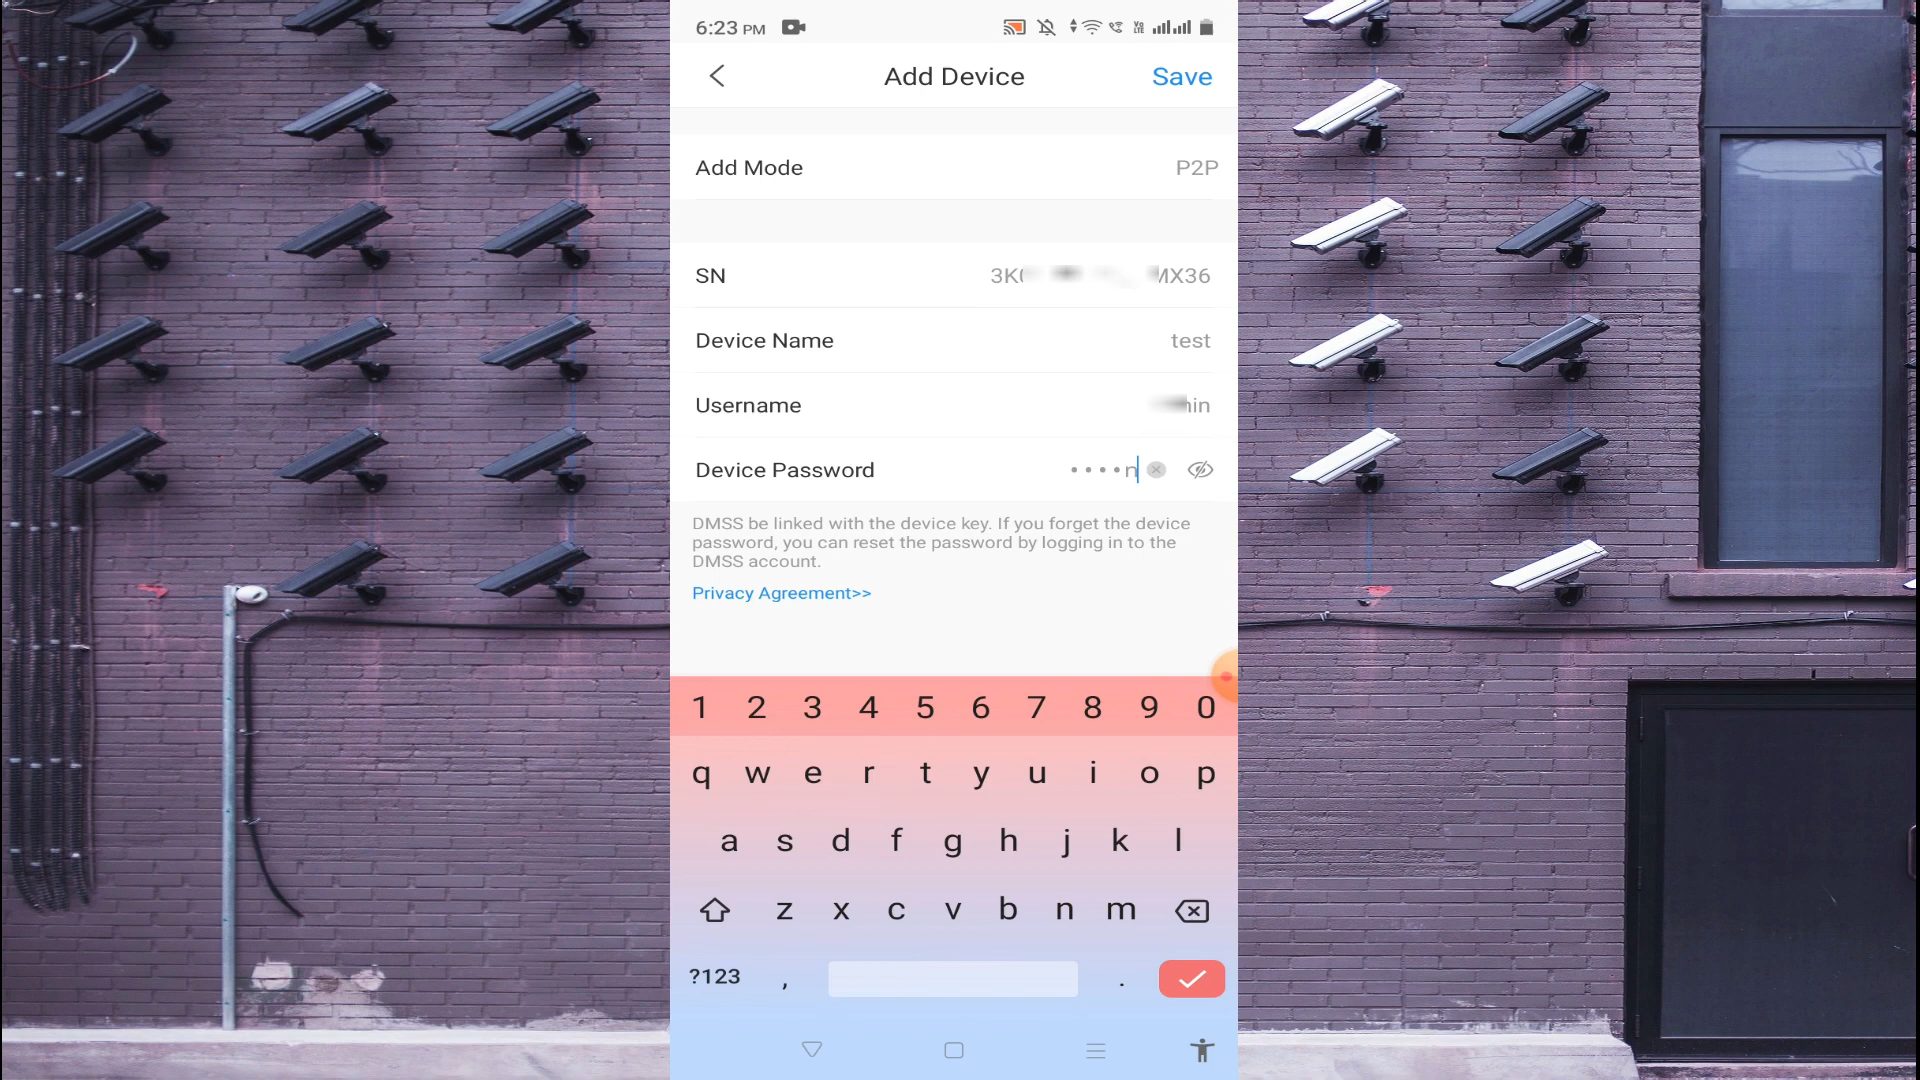 6:23 PM
Add Device
Save
Add Mode
P2P
SN
3K MX36
Device Name
test
Username
in
Device Password
n
DMSS be linked with the device key. If you forget the device
password, you can reset the password by logging in to the
DMSS account.
Privacy Agreement>>
1 2 3 4 5 6 7 8 9 0
q w e r t y u i o p
a s d f g h j k l
z x c v b n m
?123 , .